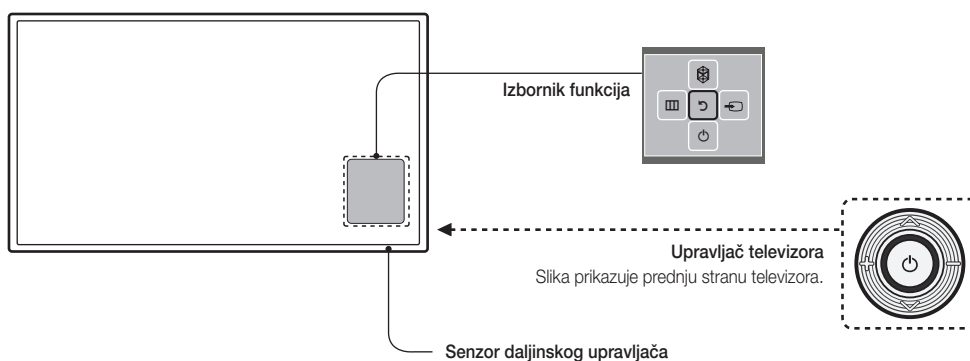 Izbornik funkcija
Upravljač televizora
Slika prikazuje prednju stranu televizora.
Senzor daljinskog upravljača